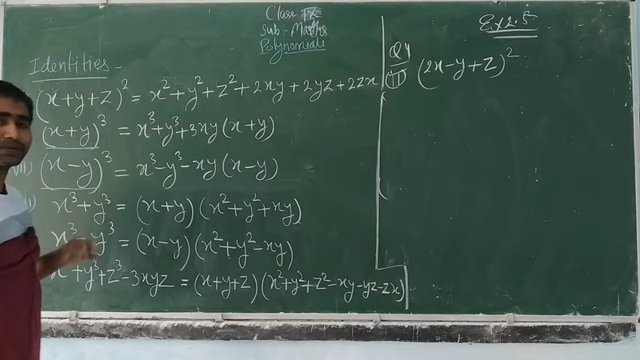 Class IX
Sub - Maths
Polynomials
Identities -
(x+y+z)² = x²+y²+z²+2xy+2yz+2zx
(x+y)³ = x³+y³+3xy(x+y)
(x-y)³ = x³-y³-xy(x-y)
x³+y³ = (x+y)(x²+y²+xy)
x³-y³ = (x-y)(x²+y²-xy)
x³+y³+z³-3xyz = (x+y+z)(x²+y²+z²-xy-yz-zx)
Ex 2.5
Q4
(II) (2x-y+z)²